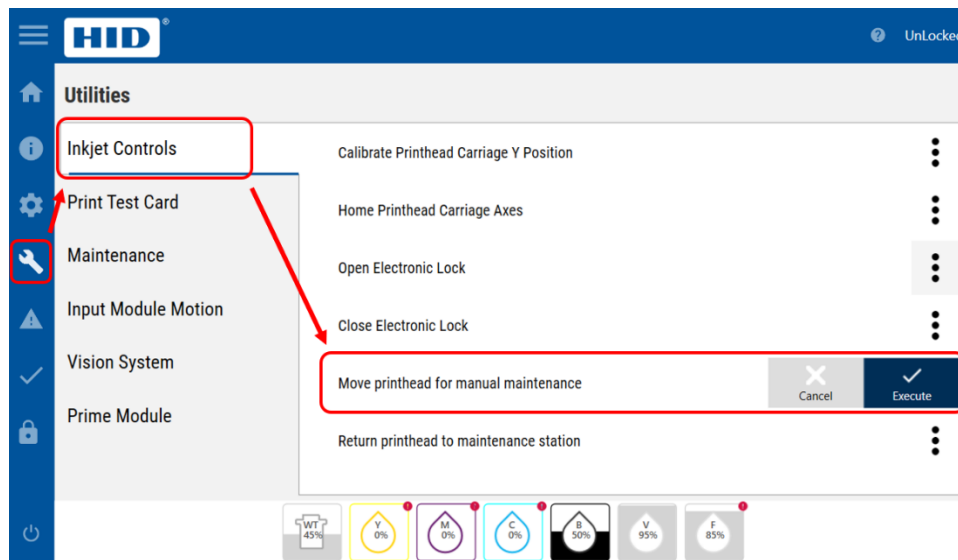 HID®
UnLocked
Utilities
Inkjet Controls
Print Test Card
Maintenance
Input Module Motion
Vision System
Prime Module
Calibrate Printhead Carriage Y Position
Home Printhead Carriage Axes
Open Electronic Lock
Close Electronic Lock
Move printhead for manual maintenance
Cancel
Execute
Return printhead to maintenance station
WT
45%
Y
0%
M
0%
C
0%
B
50%
V
95%
F
85%